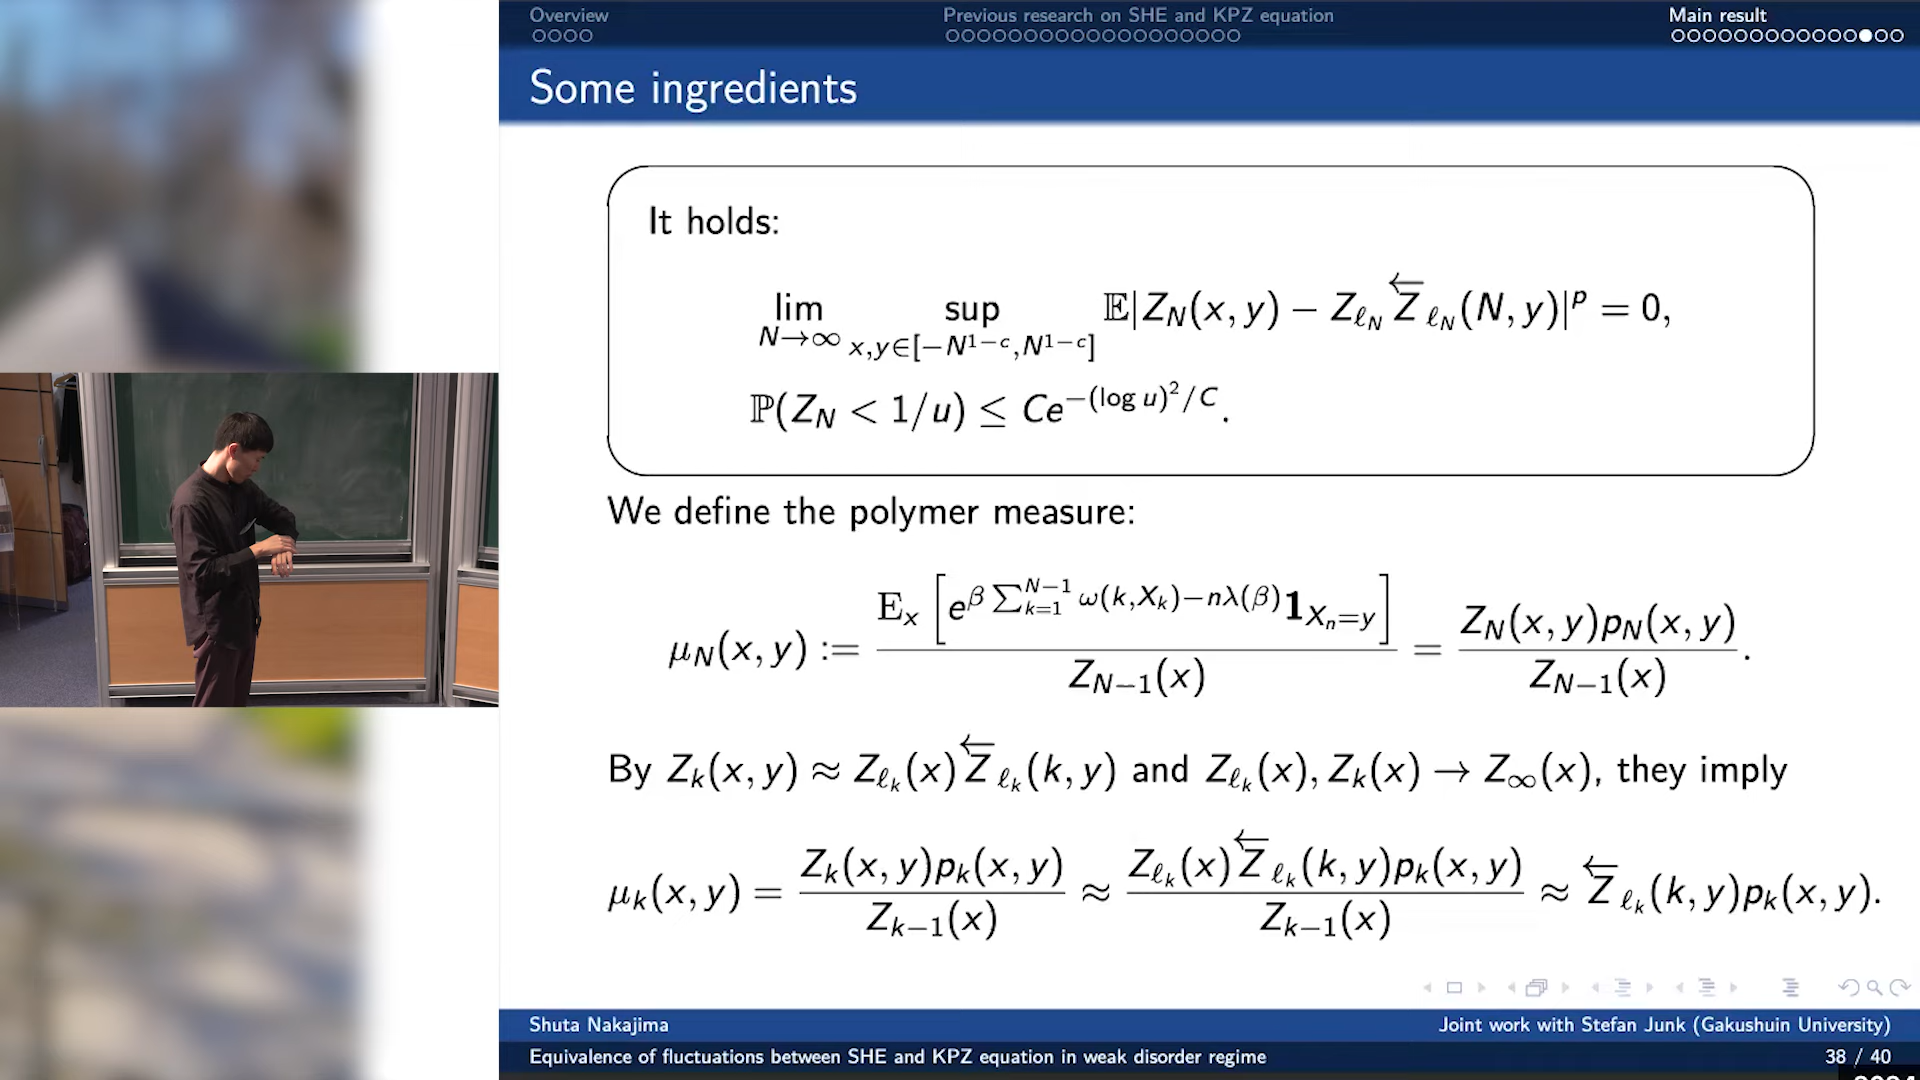 Overview
Previous research on SHE and KPZ equation
Main result
Some ingredients
It holds:
lim_{N→∞} sup_{x,y∈[−N^{1−c},N^{1−c}]} 𝔼|Z_N(x, y) − Z_{ℓ_N} \overleftarrow{Z}_{ℓ_N}(N, y)|^p = 0,
ℙ(Z_N < 1/u) ≤ Ce^{−(log u)^2/C}.
We define the polymer measure:
μ_N(x, y) := \frac{E_x [e^{β ∑_{k=1}^{N−1} ω(k,X_k)−nλ(β)} 1_{X_n=y}]}{Z_{N−1}(x)} = \frac{Z_N(x, y)p_N(x, y)}{Z_{N−1}(x)}.
By Z_k(x, y) ≈ Z_{ℓ_k}(x)\overleftarrow{Z}_{ℓ_k}(k, y) and Z_{ℓ_k}(x), Z_k(x) → Z_∞(x), they imply
μ_k(x, y) = \frac{Z_k(x, y)p_k(x, y)}{Z_{k−1}(x)} ≈ \frac{Z_{ℓ_k}(x)\overleftarrow{Z}_{ℓ_k}(k, y)p_k(x, y)}{Z_{k−1}(x)} ≈ \overleftarrow{Z}_{ℓ_k}(k, y)p_k(x, y).
Shuta Nakajima
Joint work with Stefan Junk (Gakushuin University)
Equivalence of fluctuations between SHE and KPZ equation in weak disorder regime
38 / 40